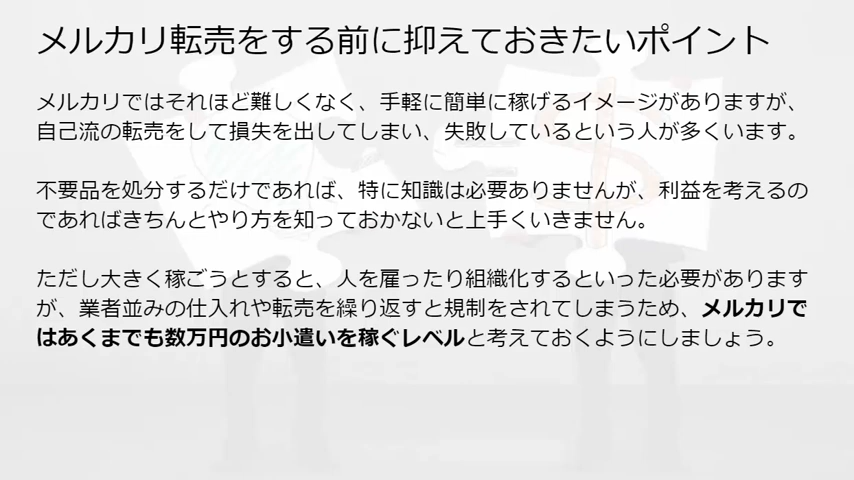 メルカリ転売をする前に抑えておきたいポイント
メルカリではそれほど難しくなく、手軽に簡単に稼げるイメージがありますが、
自己流の転売をして損失を出してしまい、失敗しているという人が多くいます。
不要品を処分するだけであれば、特に知識は必要ありませんが、利益を考えるの
であればきちんとやり方を知っておかないと上手くいきません。
ただし大きく稼ごうとすると、人を雇ったり組織化するといった必要があります
が、業者並みの仕入れや転売を繰り返すと規制をされてしまうため、メルカリで
はあくまでも数万円のお小遣いを稼ぐレベルと考えておくようにしましょう。